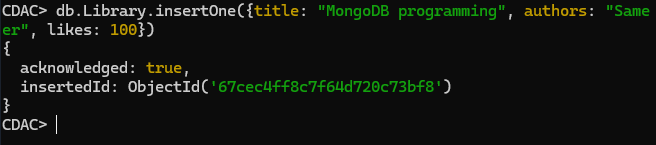 CDAC> db.Library.insertOne({title: "MongoDB programming", authors: "Same
er", likes: 100})
{
  acknowledged: true,
  insertedId: ObjectId('67cec4ff8c7f64d720c73bf8')
}
CDAC>